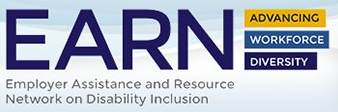 EARN
ADVANCING
WORKFORCE
DIVERSITY
Employer Assistance and Resource
Network on Disability Inclusion